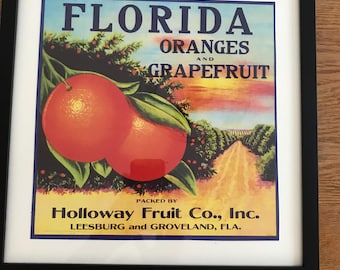 FLORIDA
ORANGES
AND
GRAPEFRUIT
PACKED BY
Holloway Fruit Co., Inc.
LEESBURG and GROVELAND, FLA.